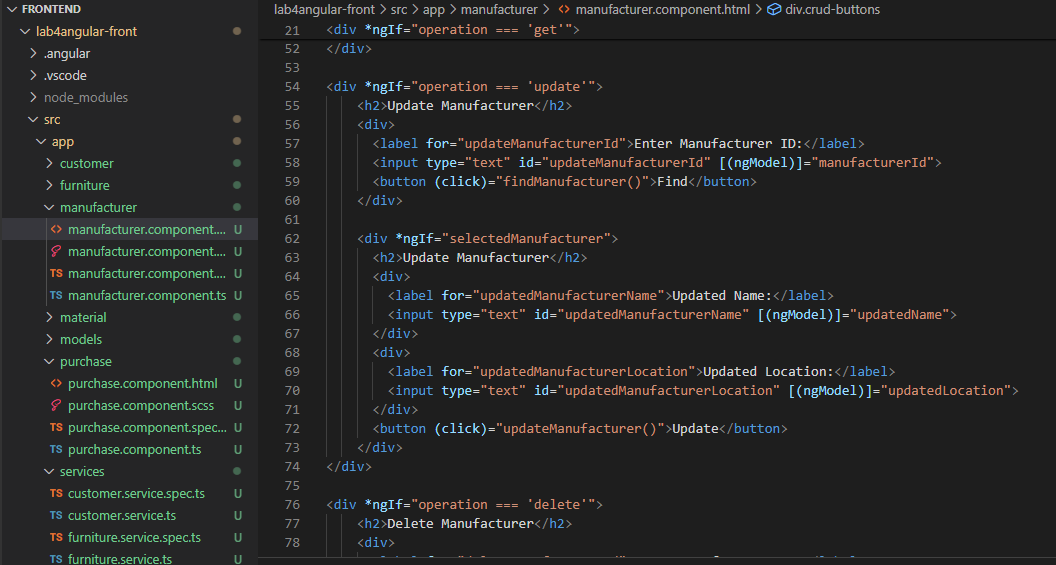 FRONTEND
lab4angular-front
.angular
.vscode
node_modules
src
app
customer
furniture
manufacturer
manufacturer.component.... U
manufacturer.component.... U
TS manufacturer.component.... U
TS manufacturer.component.ts U
material
models
purchase
purchase.component.html U
purchase.component.scss U
TS purchase.component.spec... U
TS purchase.component.ts U
services
TS customer.service.spec.ts U
TS customer.service.ts U
TS furniture.service.spec.ts U
TS furniture.service.ts U
lab4angular-front > src > app > manufacturer > <> manufacturer.component.html > div.crud-buttons
21 <div *ngIf="operation === 'get'">
52 </div>
53
54 <div *ngIf="operation === 'update'">
55 <h2>Update Manufacturer</h2>
56 <div>
57 <label for="updateManufacturerId">Enter Manufacturer ID:</label>
58 <input type="text" id="updateManufacturerId" [(ngModel)]="manufacturerId">
59 <button (click)="findManufacturer()">Find</button>
60 </div>
61
62 <div *ngIf="selectedManufacturer">
63 <h2>Update Manufacturer</h2>
64 <div>
65 <label for="updatedManufacturerName">Updated Name:</label>
66 <input type="text" id="updatedManufacturerName" [(ngModel)]="updatedName">
67 </div>
68 <div>
69 <label for="updatedManufacturerLocation">Updated Location:</label>
70 <input type="text" id="updatedManufacturerLocation" [(ngModel)]="updatedLocation">
71 </div>
72 <button (click)="updateManufacturer()">Update</button>
73 </div>
74 </div>
75
76 <div *ngIf="operation === 'delete'">
77 <h2>Delete Manufacturer</h2>
78 <div>